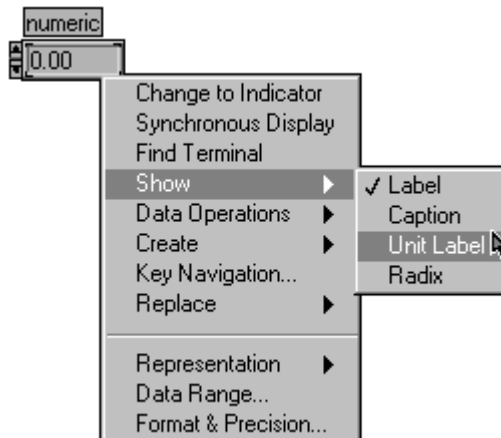 numeric
0.00
Change to Indicator
Synchronous Display
Find Terminal
Show
Label
Data Operations
Caption
Create
Unit Label
Key Navigation...
Radix
Replace
Representation
Data Range...
Format & Precision...